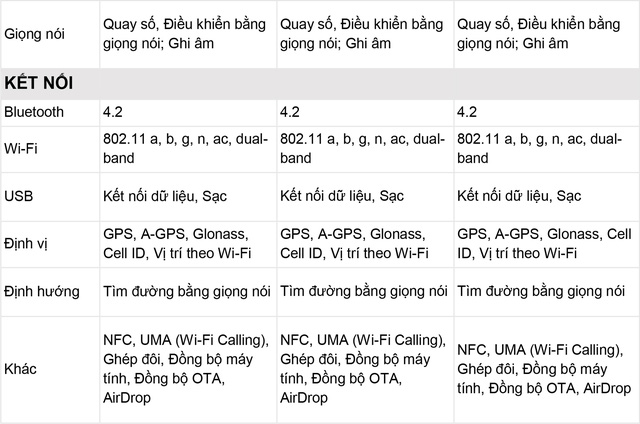 Giọng nói
Quay số, Điều khiển bằng
giọng nói; Ghi âm
Quay số, Điều khiển bằng
giọng nói; Ghi âm
Quay số, Điều khiển bằng
giọng nói; Ghi âm
KẾT NỐI
Bluetooth
4.2
4.2
4.2
Wi-Fi
802.11 a, b, g, n, ac, dual-
band
802.11 a, b, g, n, ac, dual-
band
802.11 a, b, g, n, ac, dual-
band
USB
Kết nối dữ liệu, Sạc
Kết nối dữ liệu, Sạc
Kết nối dữ liệu, Sạc
Định vị
GPS, A-GPS, Glonass,
Cell ID, Vị trí theo Wi-Fi
GPS, A-GPS, Glonass,
Cell ID, Vị trí theo Wi-Fi
GPS, A-GPS, Glonass, Cell
ID, Vị trí theo Wi-Fi
Định hướng
Tìm đường bằng giọng nói
Tìm đường bằng giọng nói
Tìm đường bằng giọng nói
Khác
NFC, UMA (Wi-Fi Calling),
Ghép đôi, Đồng bộ máy
tính, Đồng bộ OTA,
AirDrop
NFC, UMA (Wi-Fi Calling),
Ghép đôi, Đồng bộ máy
tính, Đồng bộ OTA,
AirDrop
NFC, UMA (Wi-Fi Calling),
Ghép đôi, Đồng bộ máy
tính, Đồng bộ OTA, AirDrop